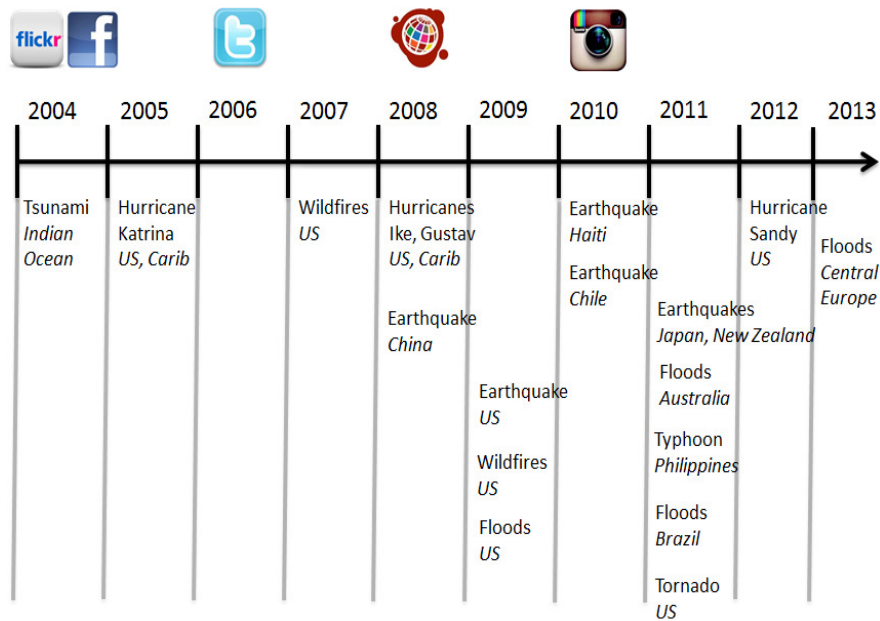 flickr
f
t
2004 2005 2006 2007 2008 2009 2010 2011 2012 2013
Tsunami
Indian
Ocean
Hurricane
Katrina
US, Carib
Wildfires
US
Hurricanes
Ike, Gustav
US, Carib
Earthquake
China
Earthquake
US
Wildfires
US
Floods
US
Earthquake
Haiti
Earthquake
Chile
Earthquakes
Japan, New Zealand
Floods
Australia
Typhoon
Philippines
Floods
Brazil
Tornado
US
Hurricane
Sandy
US
Floods
Central
Europe